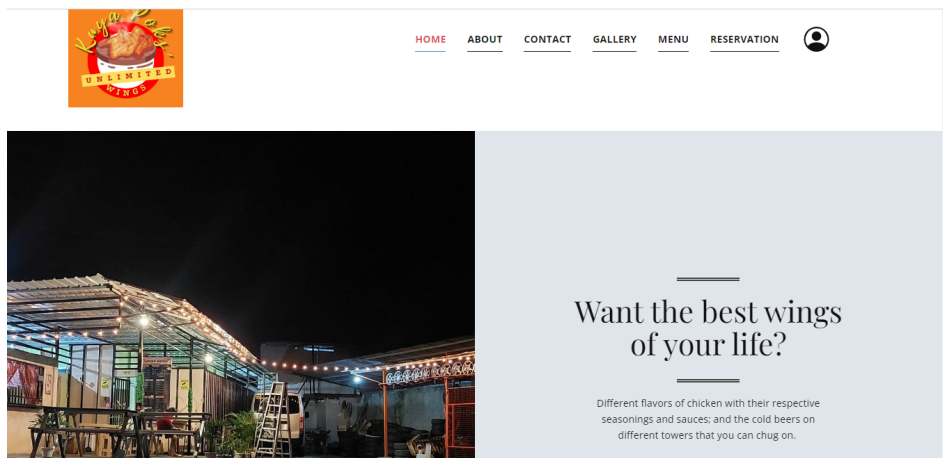 Kuya Loks'
UNLIMITED
WINGS
HOME ABOUT CONTACT GALLERY MENU RESERVATION
Want the best wings
of your life?
Different flavors of chicken with their respective
seasonings and sauces; and the cold beers on
different towers that you can chug on.